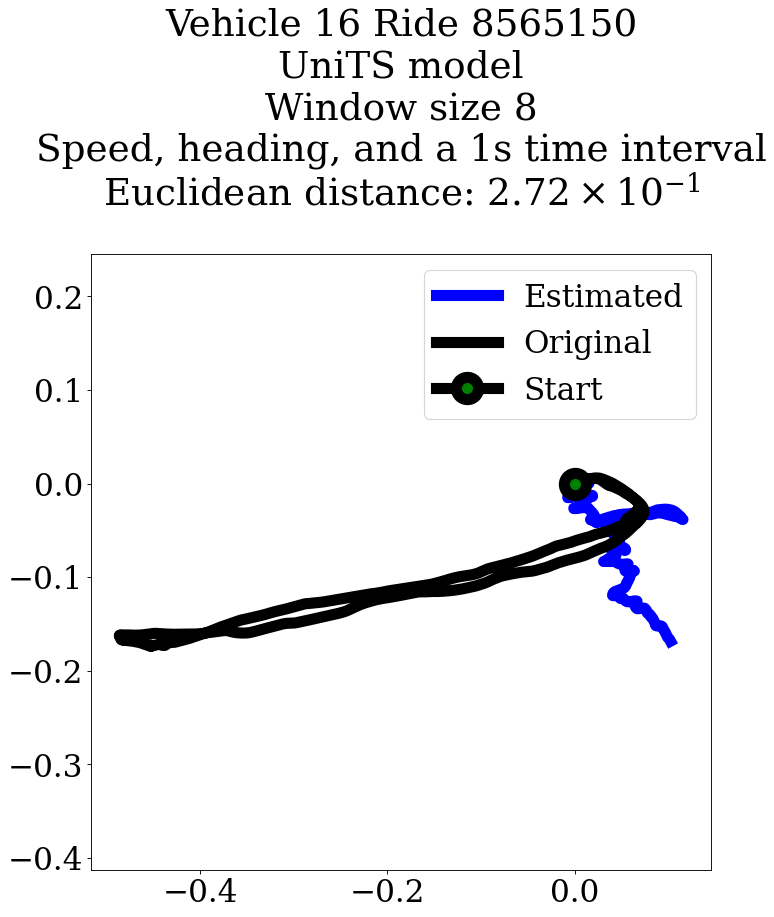 Vehicle 16 Ride 8565150
UniTS model
Window size 8
Speed, heading, and a 1s time interval
Euclidean distance: 2.72 × 10⁻¹
Estimated
Original
Start
0.2
0.1
0.0
−0.1
−0.2
−0.3
−0.4
−0.4 −0.2 0.0